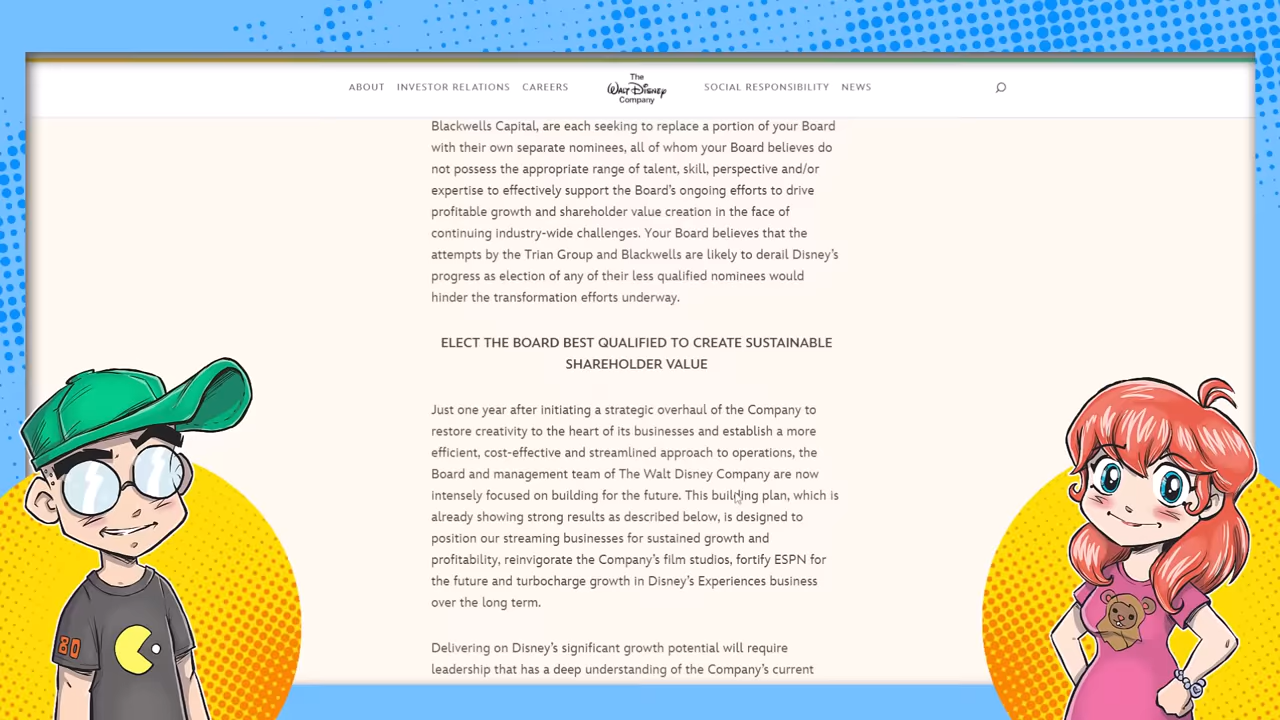 ABOUT INVESTOR RELATIONS CAREERS The Walt Disney Company SOCIAL RESPONSIBILITY NEWS
Blackwells Capital, are each seeking to replace a portion of your Board
with their own separate nominees, all of whom your Board believes do
not possess the appropriate range of talent, skill, perspective and/or
expertise to effectively support the Board's ongoing efforts to drive
profitable growth and shareholder value creation in the face of
continuing industry-wide challenges. Your Board believes that the
attempts by the Trian Group and Blackwells are likely to derail Disney's
progress as election of any of their less qualified nominees would
hinder the transformation efforts underway.
ELECT THE BOARD BEST QUALIFIED TO CREATE SUSTAINABLE
SHAREHOLDER VALUE
Just one year after initiating a strategic overhaul of the Company to
restore creativity to the heart of its businesses and establish a more
efficient, cost-effective and streamlined approach to operations, the
Board and management team of The Walt Disney Company are now
intensely focused on building for the future. This building plan, which is
already showing strong results as described below, is designed to
position our streaming businesses for sustained growth and
profitability, reinvigorate the Company's film studios, fortify ESPN for
the future and turbocharge growth in Disney's Experiences business
over the long term.
Delivering on Disney's significant growth potential will require
leadership that has a deep understanding of the Company's current
80